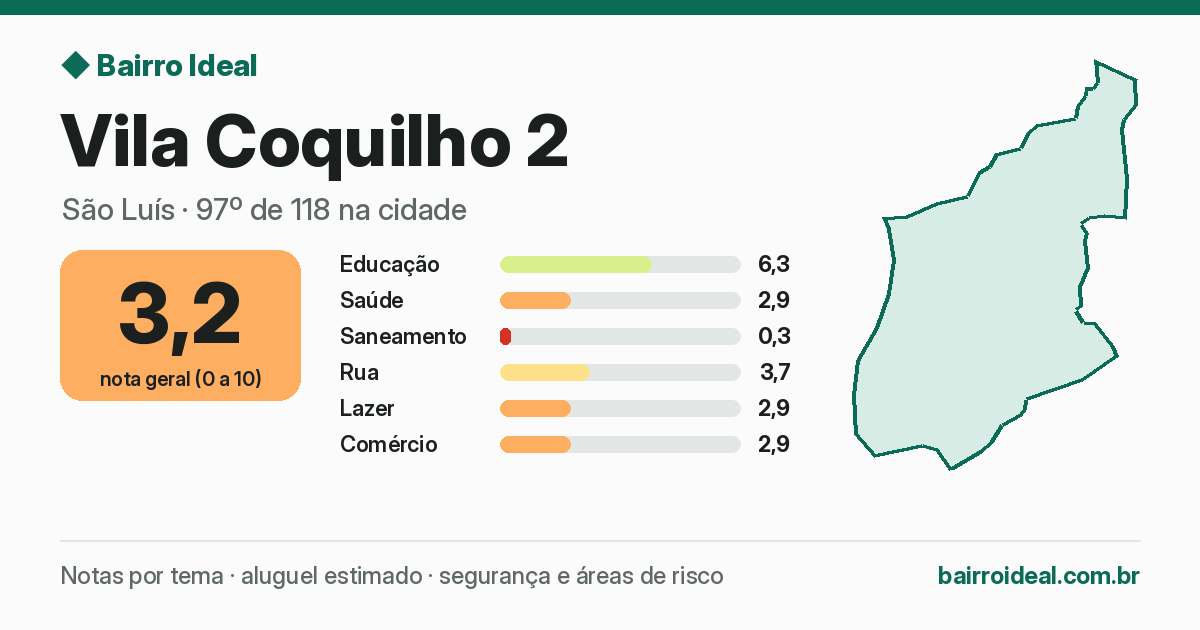 Bairro Ideal
Vila Coquilho 2
São Luís · 97º de 118 na cidade
3,2
nota geral (0 a 10)
Educação 6,3
Saúde 2,9
Saneamento 0,3
Rua 3,7
Lazer 2,9
Comércio 2,9
Notas por tema · aluguel estimado · segurança e áreas de risco
bairroideal.com.br